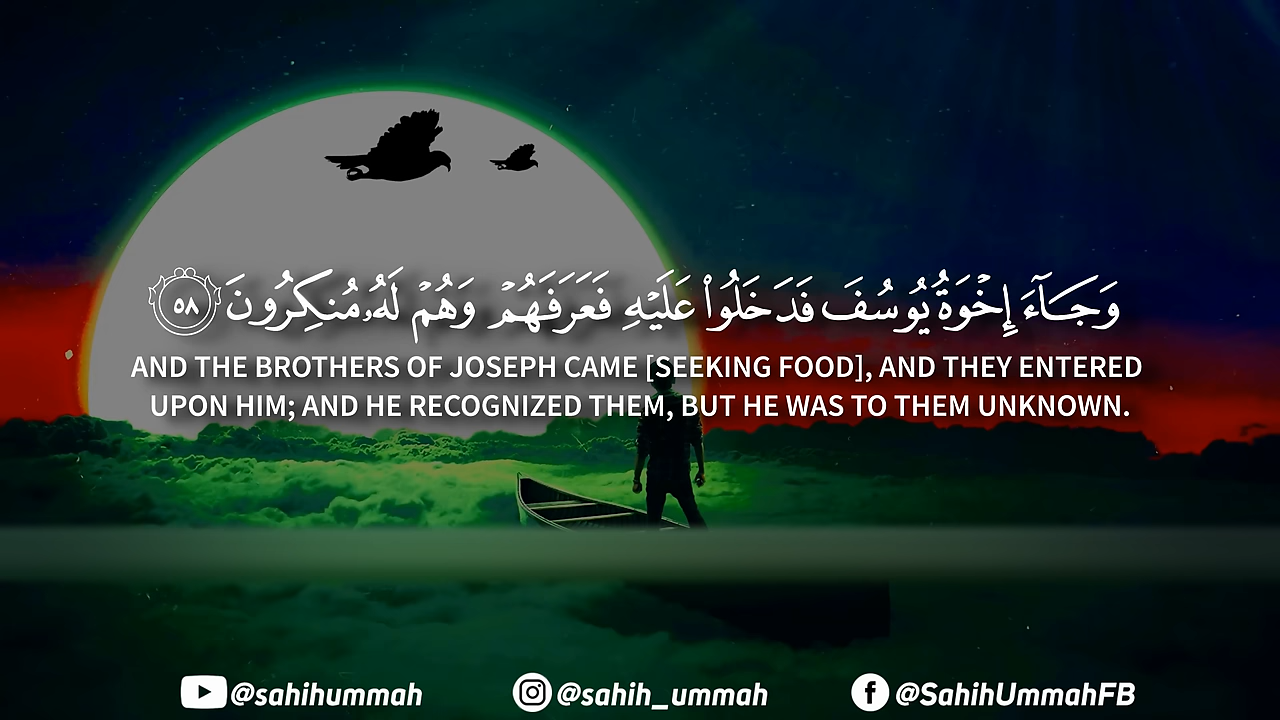 وَجَآءَ إِخْوَةُ يُوسُفَ فَدَخَلُوا۟ عَلَيْهِ فَعَرَفَهُمْ وَهُمْ لَهُۥ مُنكِرُونَ ٥٨
AND THE BROTHERS OF JOSEPH CAME [SEEKING FOOD], AND THEY ENTERED
UPON HIM; AND HE RECOGNIZED THEM, BUT HE WAS TO THEM UNKNOWN.
@sahihummah @sahih_ummah @SahihUmmahFB